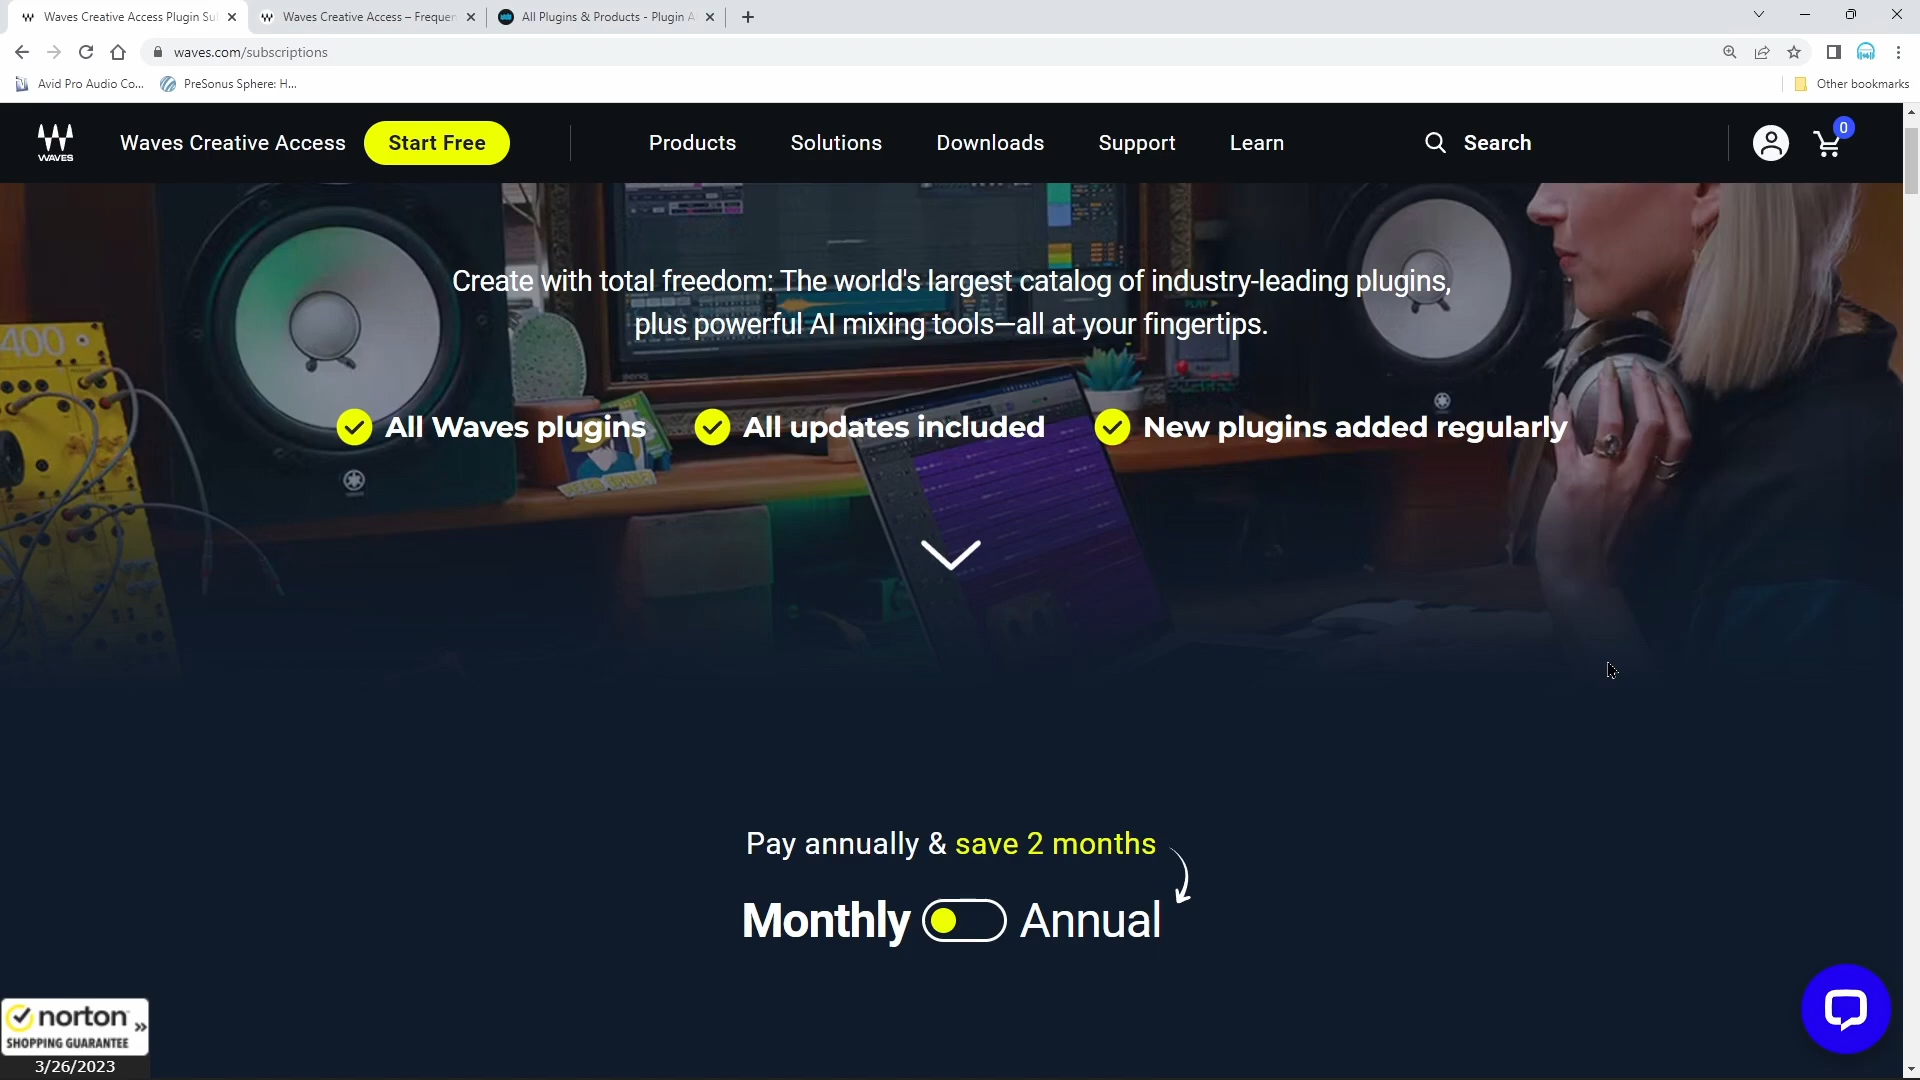 Waves Creative Access Plugin Su
Waves Creative Access – Frequen
All Plugins & Products - Plugin A
waves.com/subscriptions
Avid Pro Audio Co...
PreSonus Sphere: H...
Other bookmarks
WAVES
Waves Creative Access
Start Free
Products
Solutions
Downloads
Support
Learn
Search
0
Create with total freedom: The world's largest catalog of industry-leading plugins,
plus powerful AI mixing tools—all at your fingertips.
All Waves plugins
All updates included
New plugins added regularly
400
Pay annually & save 2 months
Monthly
Annual
norton
SHOPPING GUARANTEE
3/26/2023